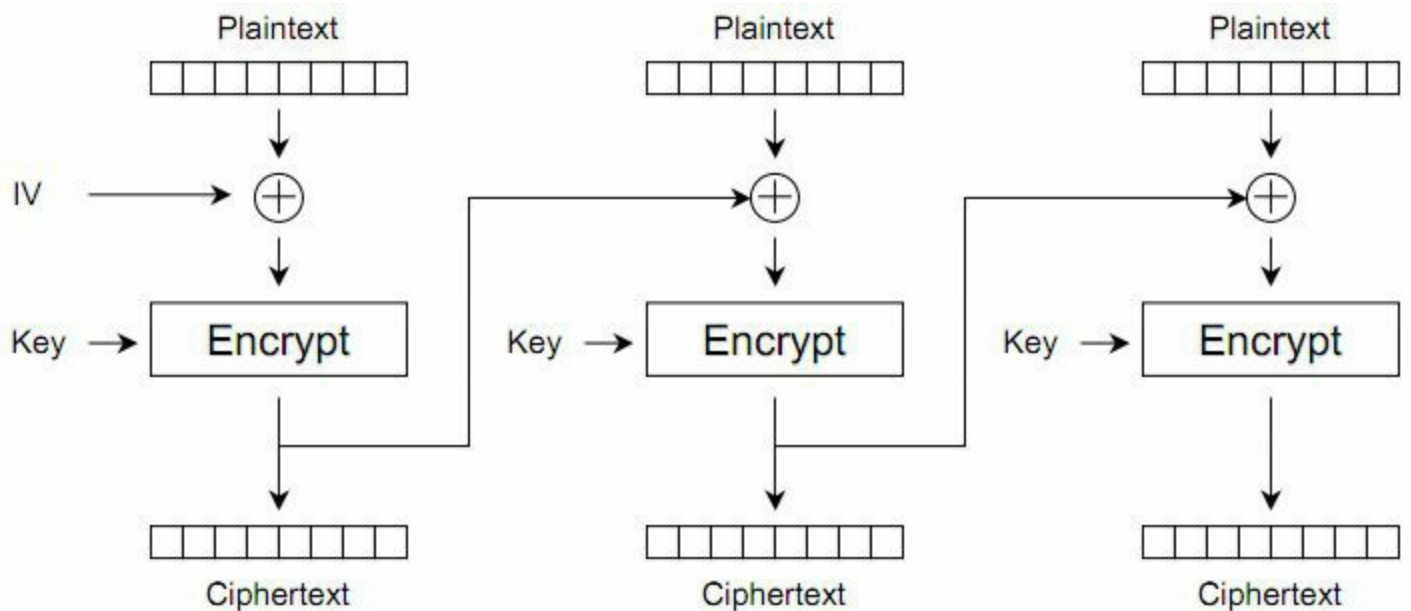 Plaintext Plaintext Plaintext
IV
Key Encrypt Key Encrypt Key Encrypt
Ciphertext Ciphertext Ciphertext